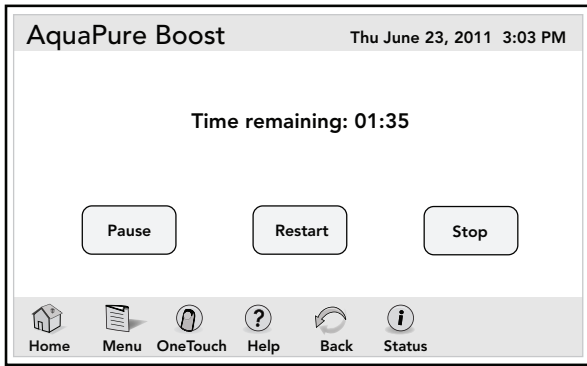 AquaPure Boost Thu June 23, 2011 3:03 PM
Time remaining: 01:35
Pause Restart Stop
Home Menu OneTouch Help Back Status